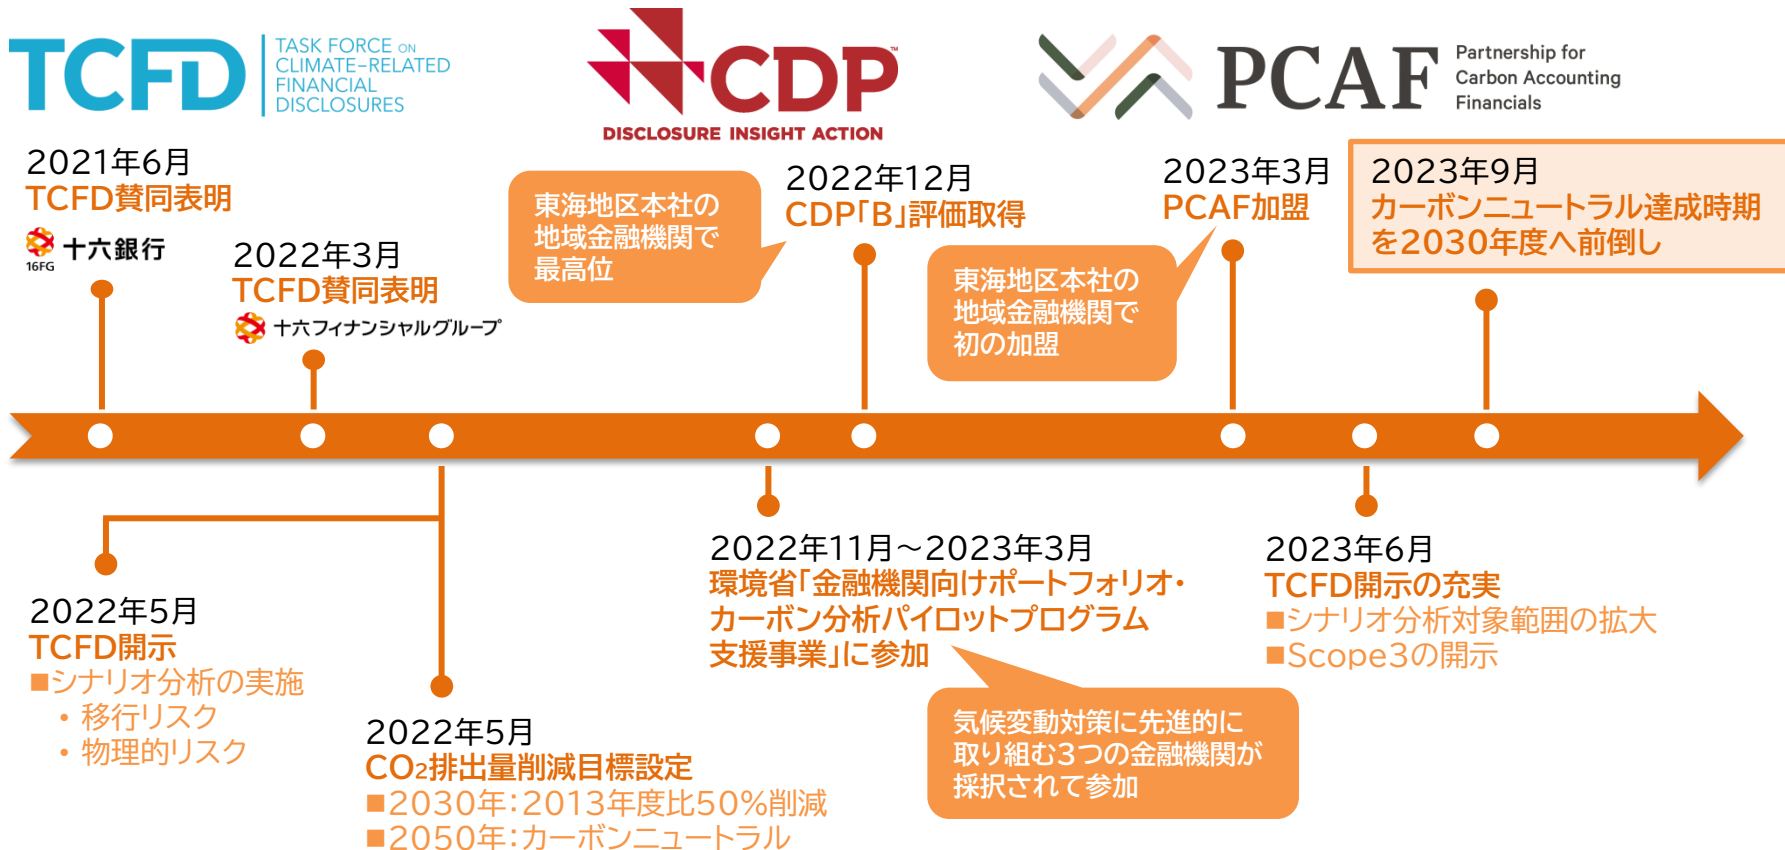 TCFD
TASK FORCE ON
CLIMATE-RELATED
FINANCIAL
DISCLOSURES
CDP™
DISCLOSURE INSIGHT ACTION
PCAF
Partnership for
Carbon Accounting
Financials
2021年6月
TCFD賛同表明
16FG
十六銀行
2022年3月
TCFD賛同表明
十六フィナンシャルグループ
東海地区本社の
地域金融機関で
最高位
2022年12月
CDP「B」評価取得
東海地区本社の
地域金融機関で
初の加盟
2023年3月
PCAF加盟
2023年9月
カーボンニュートラル達成時期
を2030年度へ前倒し
2022年5月
TCFD開示
■シナリオ分析の実施
・移行リスク
・物理的リスク
2022年5月
CO₂排出量削減目標設定
■2030年：2013年度比50%削減
■2050年：カーボンニュートラル
2022年11月～2023年3月
環境省「金融機関向けポートフォリオ・
カーボン分析パイロットプログラム
支援事業」に参加
気候変動対策に先進的に
取り組む3つの金融機関が
採択されて参加
2023年6月
TCFD開示の充実
■シナリオ分析対象範囲の拡大
■Scope3の開示